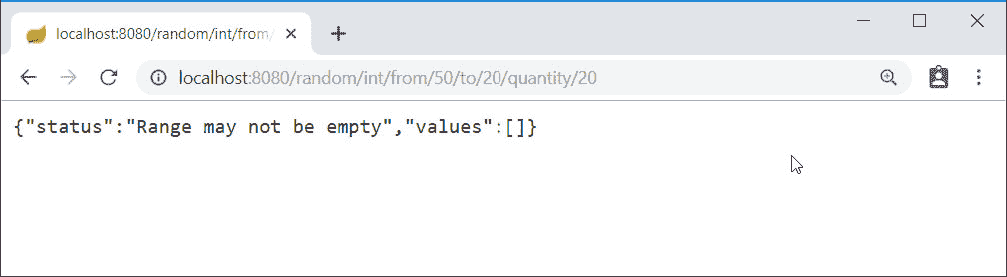 localhost:8080/random/int/from/
localhost:8080/random/int/from/50/to/20/quantity/20
{"status":"Range may not be empty","values":[]}